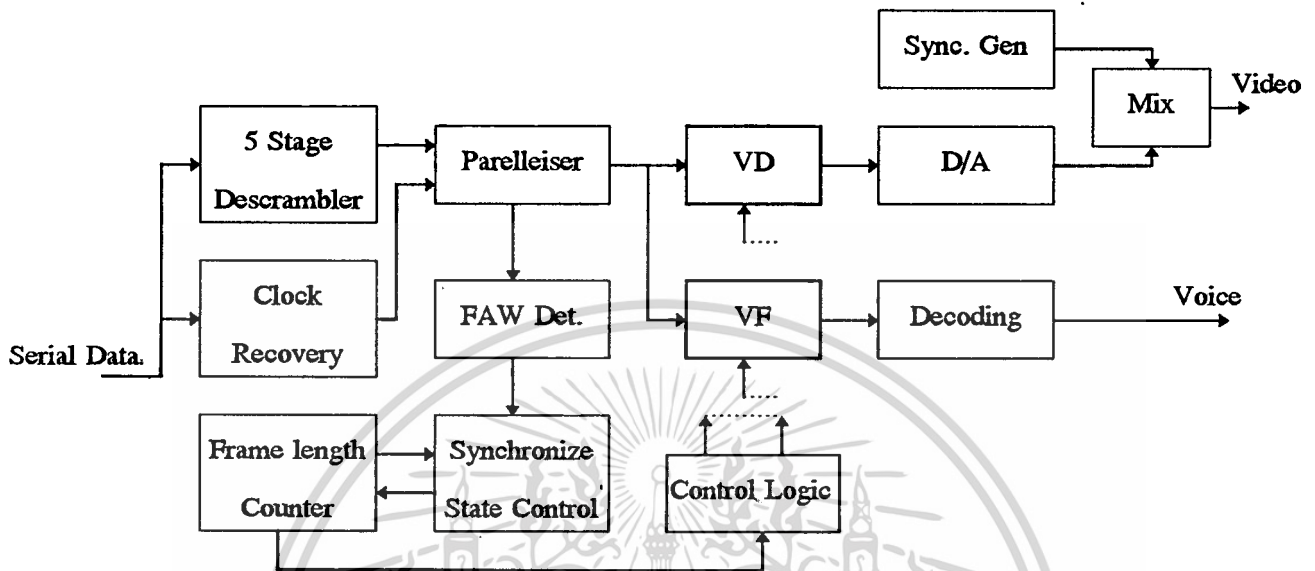 Sync. Gen
Mix
Video
5 Stage
Descrambler
Parelleiser
VD
D/A
Clock
Recovery
FAW Det.
VF
Decoding
Voice
Serial Data.
Frame length
Counter
Synchronize
State Control
Control Logic